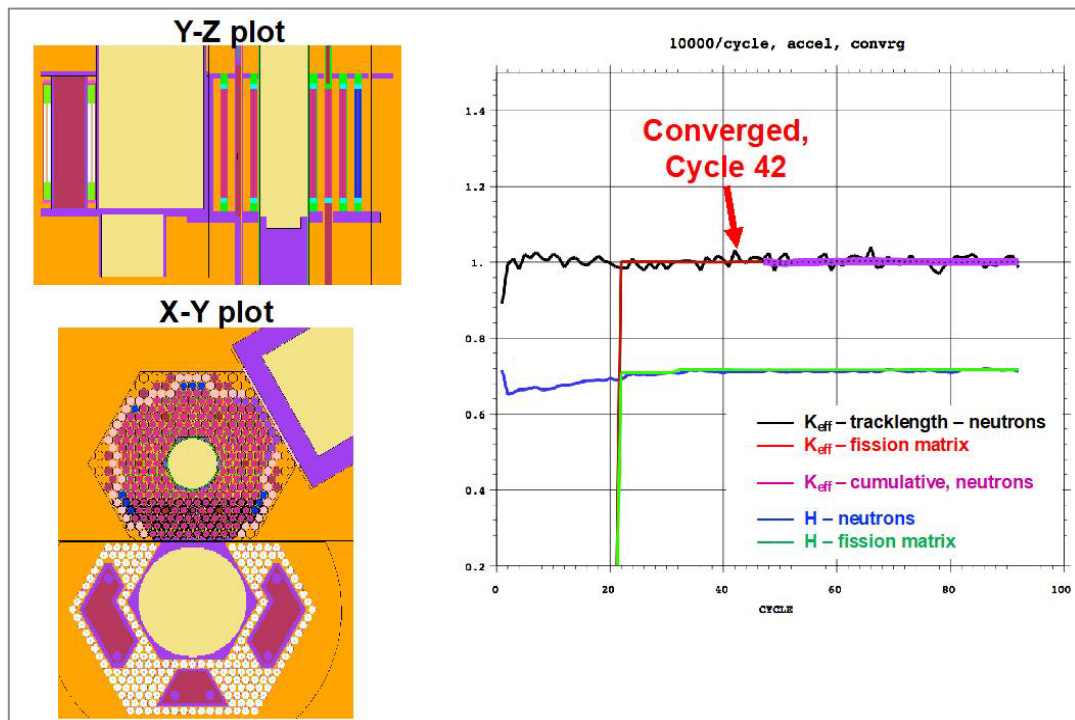 Y-Z plot
X-Y plot
10000/cycle, accel, convrg
Converged,
Cycle 42
1.4
1.2
1.
0.8
0.6
0.4
0.2
0
20
40
60
80
100
CYCLE
Keff – tracklength – neutrons
Keff – fission matrix
Keff – cumulative, neutrons
H – neutrons
H – fission matrix